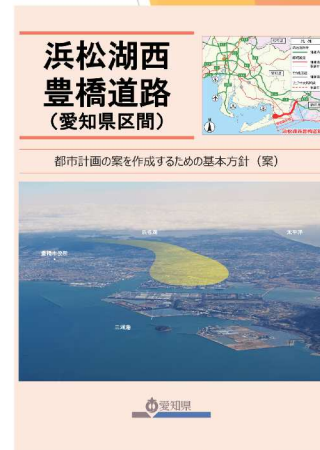 浜松湖西
豊橋道路
（愛知県区間）
都市計画の案を作成するための基本方針（案）
豊橋市役所
三河港
愛知県